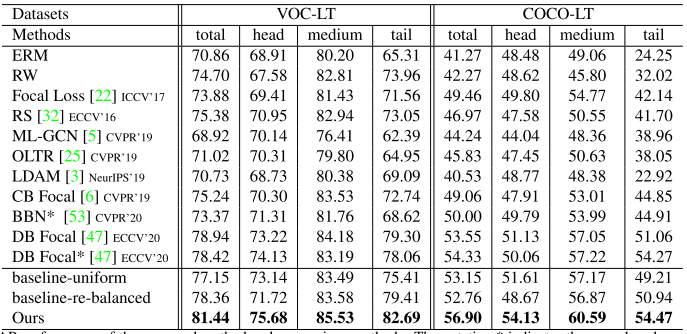 Datasets VOC-LT COCO-LT
Methods total head medium tail total head medium tail
ERM 70.86 68.91 80.20 65.31 41.27 48.48 49.06 24.25
RW 74.70 67.58 82.81 73.96 42.27 48.62 45.80 32.02
Focal Loss [22] ICCV'17 73.88 69.41 81.43 71.56 49.46 49.80 54.77 42.14
RS [32] ECCV'16 75.38 70.95 82.94 73.05 46.97 47.58 50.55 41.70
ML-GCN [5] CVPR'19 68.92 70.14 76.41 62.39 44.24 44.04 48.36 38.96
OLTR [25] CVPR'19 71.02 70.31 79.80 64.95 45.83 47.45 50.63 38.05
LDAM [3] NeurIPS'19 70.73 68.73 80.38 69.09 40.53 48.77 48.38 22.92
CB Focal [6] CVPR'19 75.24 70.30 83.53 72.74 49.06 47.91 53.01 44.85
BBN* [53] CVPR'20 73.37 71.31 81.76 68.62 50.00 49.79 53.99 44.91
DB Focal [47] ECCV'20 78.94 73.22 84.18 79.30 53.55 51.13 57.05 51.06
DB Focal* [47] ECCV'20 78.42 74.13 83.19 78.06 54.33 50.06 57.22 54.27
baseline-uniform 77.15 73.14 83.49 75.41 53.15 51.61 57.17 49.21
baseline-re-balanced 78.36 71.72 83.58 79.41 52.76 48.67 56.87 50.94
Ours 81.44 75.68 85.53 82.69 56.90 54.13 60.59 54.47